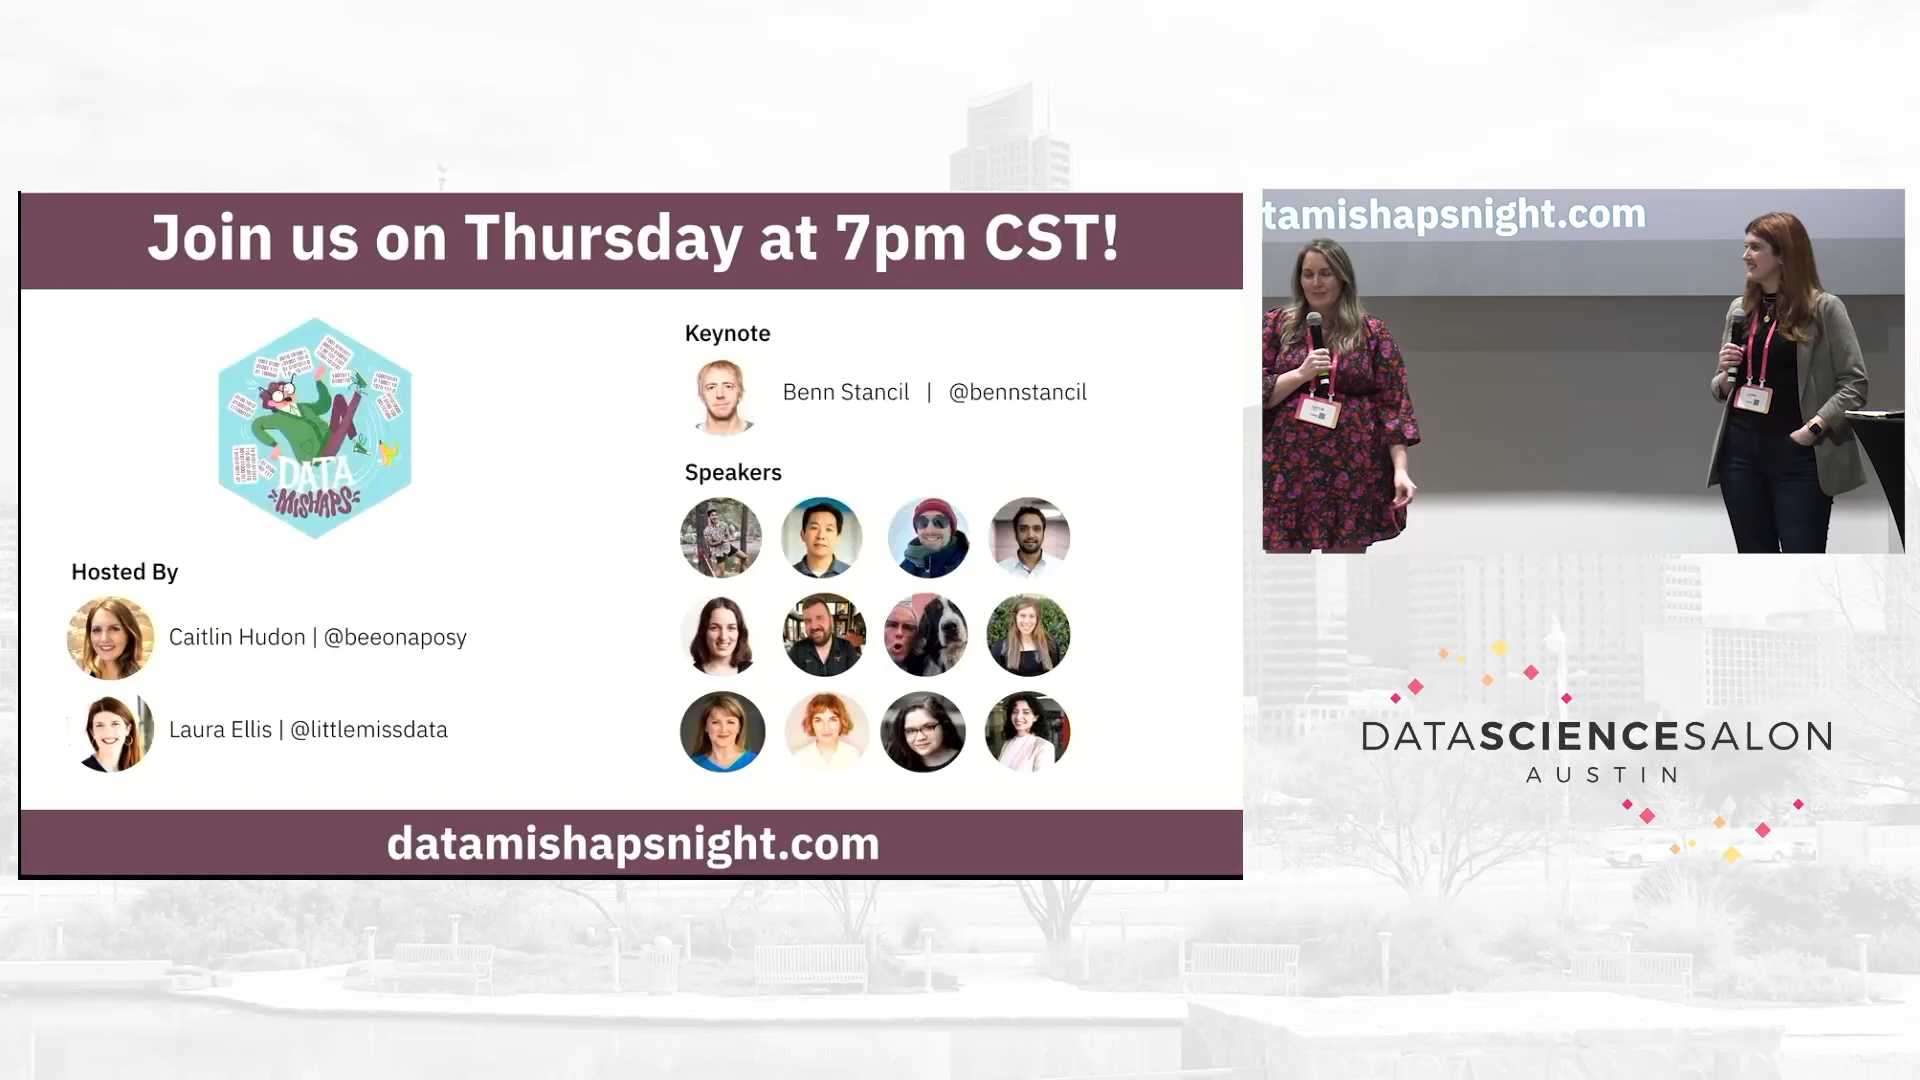 Join us on Thursday at 7pm CST!
DATA
MISHAPS
Hosted By
Caitlin Hudon | @beeonaposy
Laura Ellis | @littlemissdata
Keynote
Benn Stancil | @bennstancil
Speakers
datamishapsnight.com
tamishapsnight.com
DATASCIENCESALON
AUSTIN